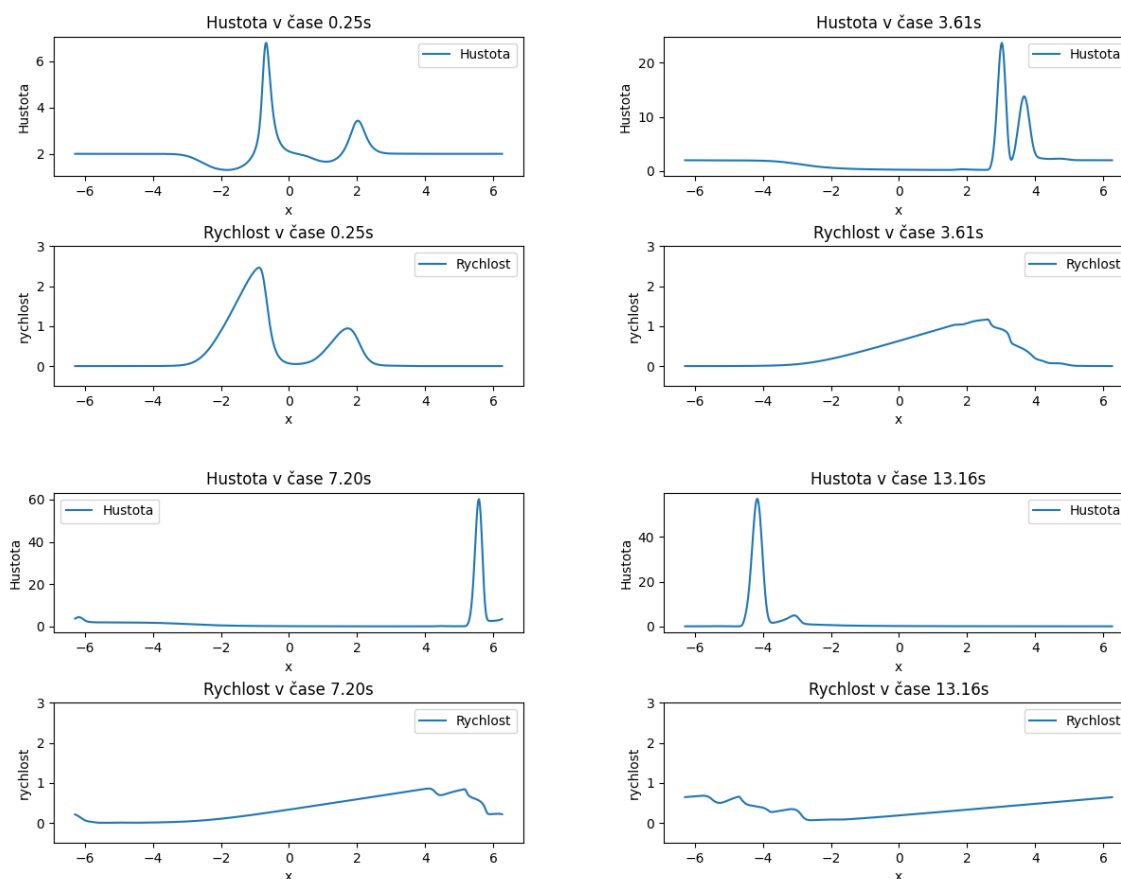 Hustota v čase 0.25s
Hustota
6
4
2
Hustota
−6 −4 −2 0 2 4 6
x
Rychlost v čase 0.25s
rychlost
3
2
1
0
Rychlost
−6 −4 −2 0 2 4 6
x
Hustota v čase 3.61s
Hustota
20
10
0
Hustota
−6 −4 −2 0 2 4 6
x
Rychlost v čase 3.61s
rychlost
3
2
1
0
Rychlost
−6 −4 −2 0 2 4 6
x
Hustota v čase 7.20s
Hustota
60
40
20
0
Hustota
−6 −4 −2 0 2 4 6
x
Rychlost v čase 7.20s
rychlost
3
2
1
0
Rychlost
−6 −4 −2 0 2 4 6
x
Hustota v čase 13.16s
Hustota
40
20
0
Hustota
−6 −4 −2 0 2 4 6
x
Rychlost v čase 13.16s
rychlost
3
2
1
0
Rychlost
−6 −4 −2 0 2 4 6
x